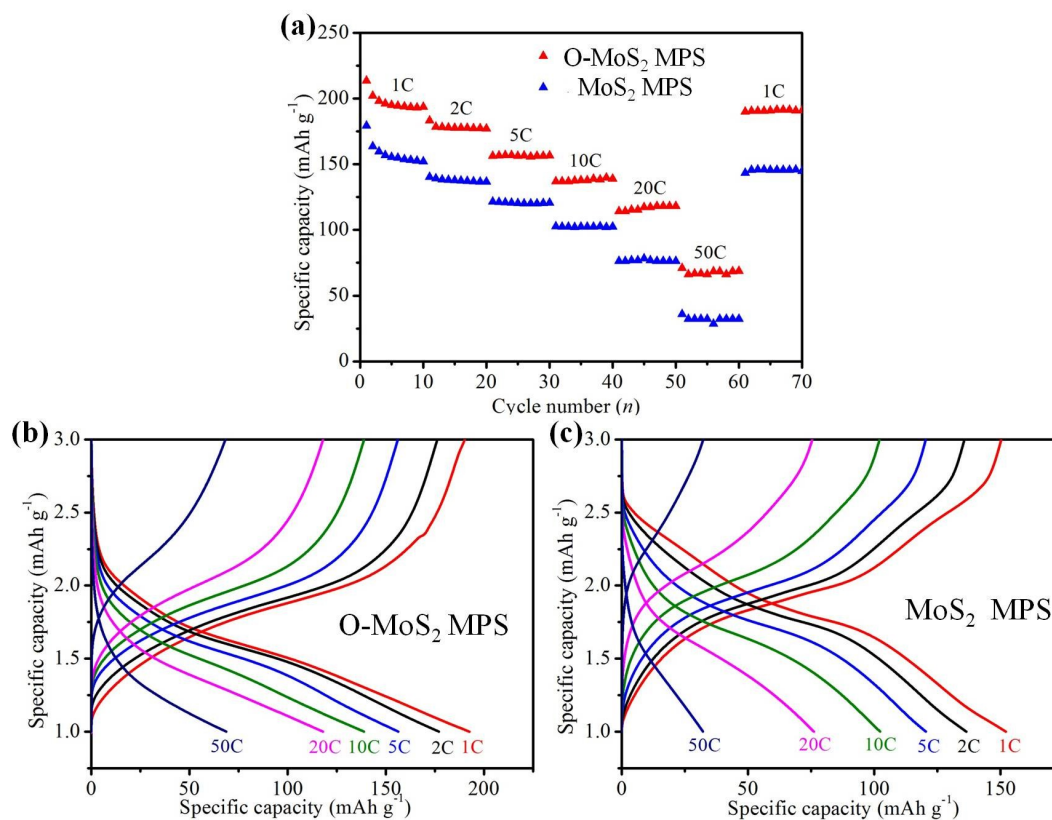 (a)
250
200
150
100
50
0
Specific capacity (mAh g⁻¹)
O-MoS₂ MPS
MoS₂ MPS
1C
2C
5C
10C
20C
50C
1C
0 10 20 30 40 50 60 70
Cycle number (n)
(b)
3.0
2.5
2.0
1.5
1.0
Specific capacity (mAh g⁻¹)
O-MoS₂ MPS
50C 20C 10C 5C 2C 1C
0 50 100 150 200
Specific capacity (mAh g⁻¹)
(c)
3.0
2.5
2.0
1.5
1.0
Specific capacity (mAh g⁻¹)
MoS₂ MPS
50C 20C 10C 5C 2C 1C
0 50 100 150
Specific capacity (mAh g⁻¹)